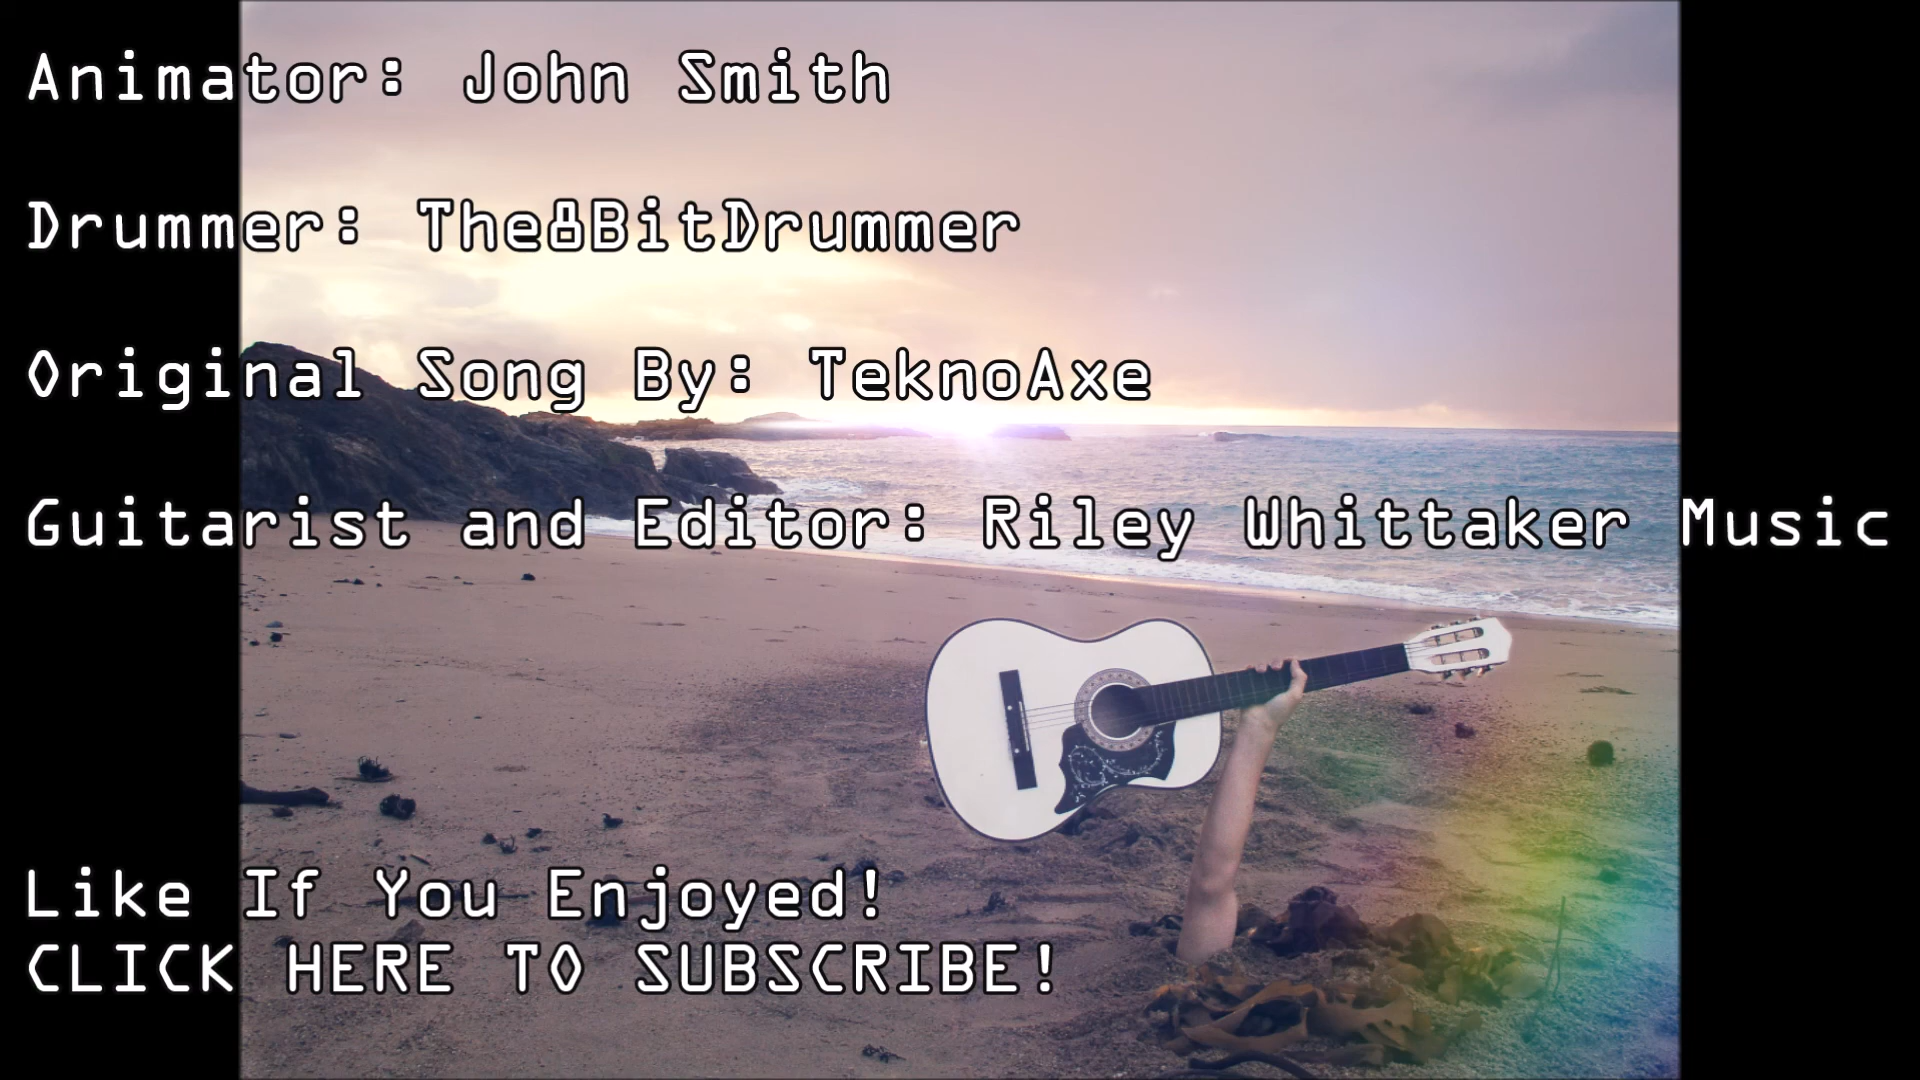 Animator: John Smith
Drummer: The8BitDrummer
Original Song By: TeknoAxe
Guitarist and Editor: Riley Whittaker Music
Like If You Enjoyed!
CLICK HERE TO SUBSCRIBE!